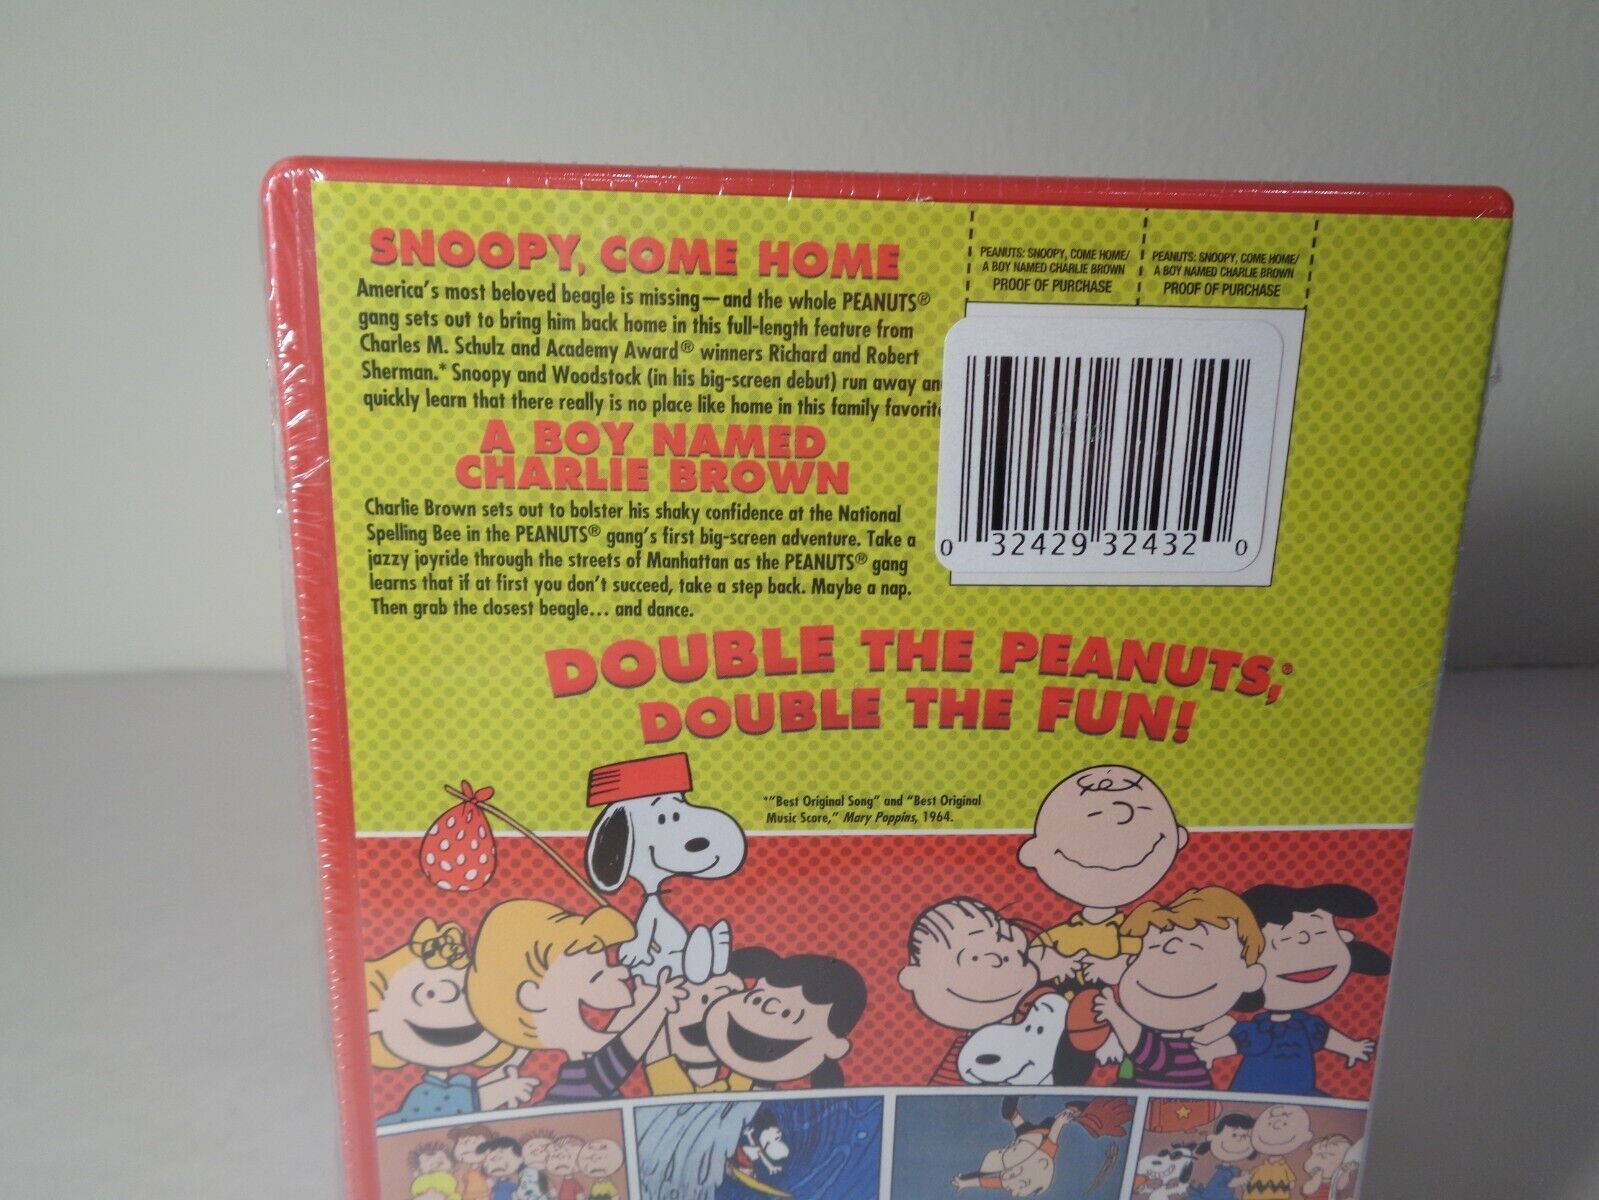 SNOOPY, COME HOME
America's most beloved beagle is missing—and the whole PEANUTS®
gang sets out to bring him back home in this full-length feature from
Charles M. Schulz and Academy Award® winners Richard and Robert
Sherman.* Snoopy and Woodstock (in his big-screen debut) run away an
quickly learn that there really is no place like home in this family favorit
A BOY NAMED
CHARLIE BROWN
Charlie Brown sets out to bolster his shaky confidence at the National
Spelling Bee in the PEANUTS® gang's first big-screen adventure. Take a
jazzy joyride through the streets of Manhattan as the PEANUTS® gang
learns that if at first you don't succeed, take a step back. Maybe a nap.
Then grab the closest beagle... and dance.
PEANUTS: SNOOPY, COME HOME/
A BOY NAMED CHARLIE BROWN
PROOF OF PURCHASE
PEANUTS: SNOOPY, COME HOME/
A BOY NAMED CHARLIE BROWN
PROOF OF PURCHASE
0 32429 32432 0
DOUBLE THE PEANUTS,®
DOUBLE THE FUN!
*"Best Original Song" and "Best Original
Music Score," Mary Poppins, 1964.